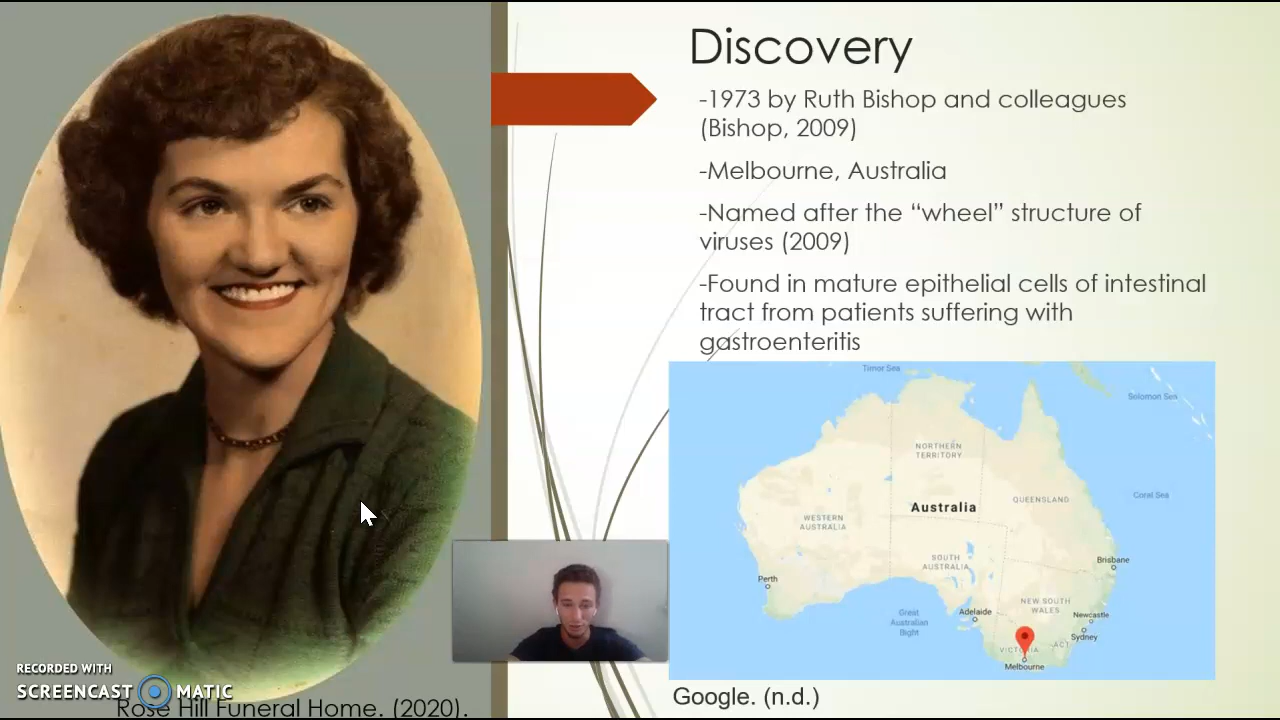 Discovery
-1973 by Ruth Bishop and colleagues
(Bishop, 2009)
-Melbourne, Australia
-Named after the “wheel” structure of
viruses (2009)
-Found in mature epithelial cells of intestinal
tract from patients suffering with
gastroenteritis
Timor Sea
Solomon Sea
NORTHERN
TERRITORY
Coral Sea
QUEENSLAND
Australia
WESTERN
AUSTRALIA
SOUTH
AUSTRALIA
Brisbane
Perth
NEW SOUTH
WALES
Great
Australian
Bight
Adelaide
Newcastle
Sydney
ACT
VICTORIA
Melbourne
Google. (n.d.)
RECORDED WITH
SCREENCAST MATIC
Rose Hill Funeral Home. (2020).